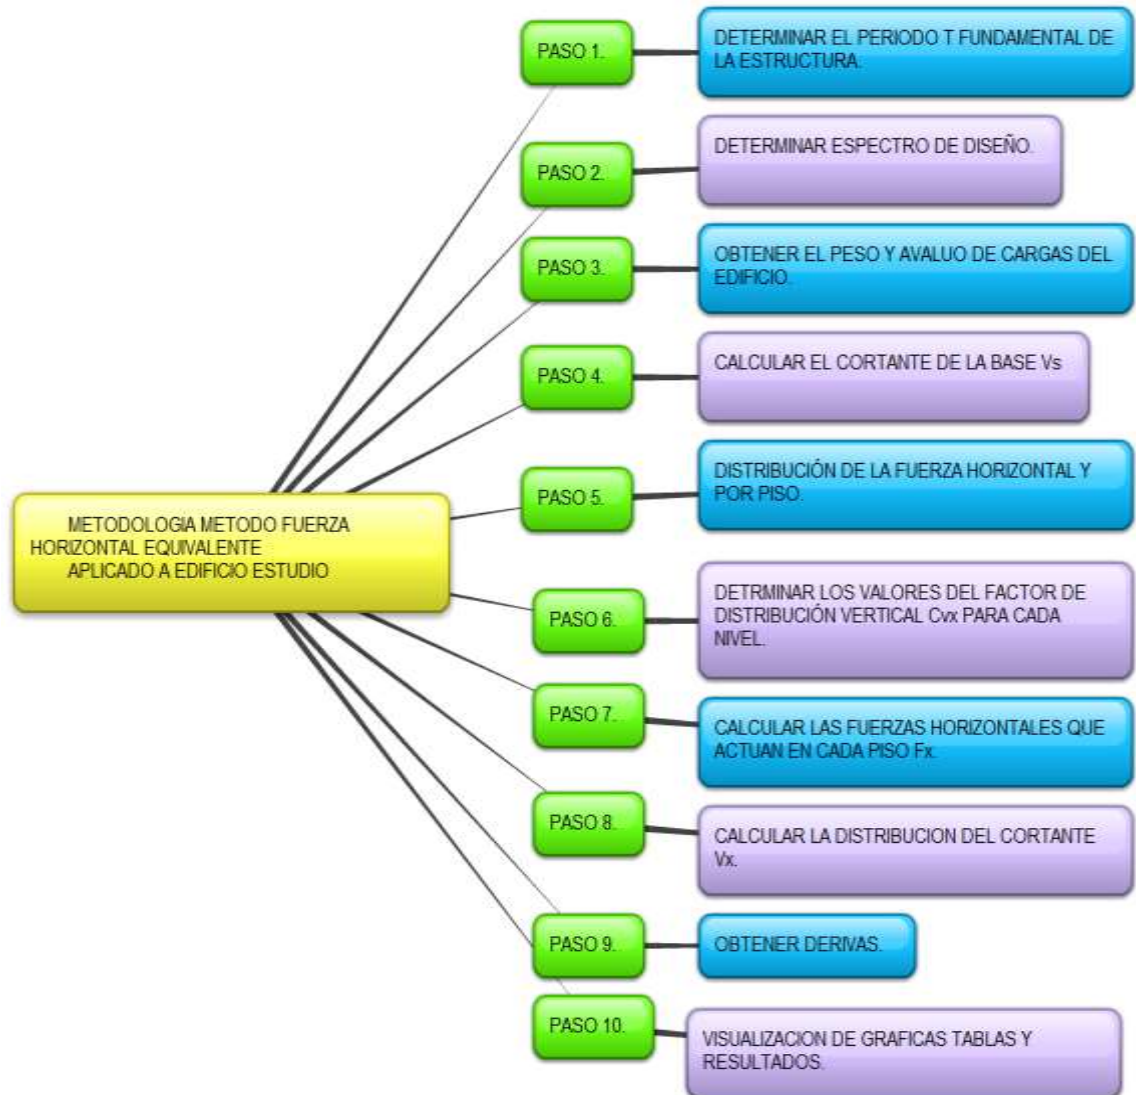 PASO 1.
DETERMINAR EL PERIODO T FUNDAMENTAL DE
LA ESTRUCTURA.
PASO 2.
DETERMINAR ESPECTRO DE DISEÑO.
PASO 3.
OBTENER EL PESO Y AVALUO DE CARGAS DEL
EDIFICIO.
PASO 4.
CALCULAR EL CORTANTE DE LA BASE Vs
PASO 5.
DISTRIBUCIÓN DE LA FUERZA HORIZONTAL Y
POR PISO.
METODOLOGIA METODO FUERZA
HORIZONTAL EQUIVALENTE
APLICADO A EDIFICIO ESTUDIO
PASO 6.
DETRMINAR LOS VALORES DEL FACTOR DE
DISTRIBUCIÓN VERTICAL Cvx PARA CADA
NIVEL.
PASO 7.
CALCULAR LAS FUERZAS HORIZONTALES QUE
ACTUAN EN CADA PISO Fx.
PASO 8.
CALCULAR LA DISTRIBUCION DEL CORTANTE
Vx.
PASO 9.
OBTENER DERIVAS.
PASO 10.
VISUALIZACION DE GRAFICAS TABLAS Y
RESULTADOS.